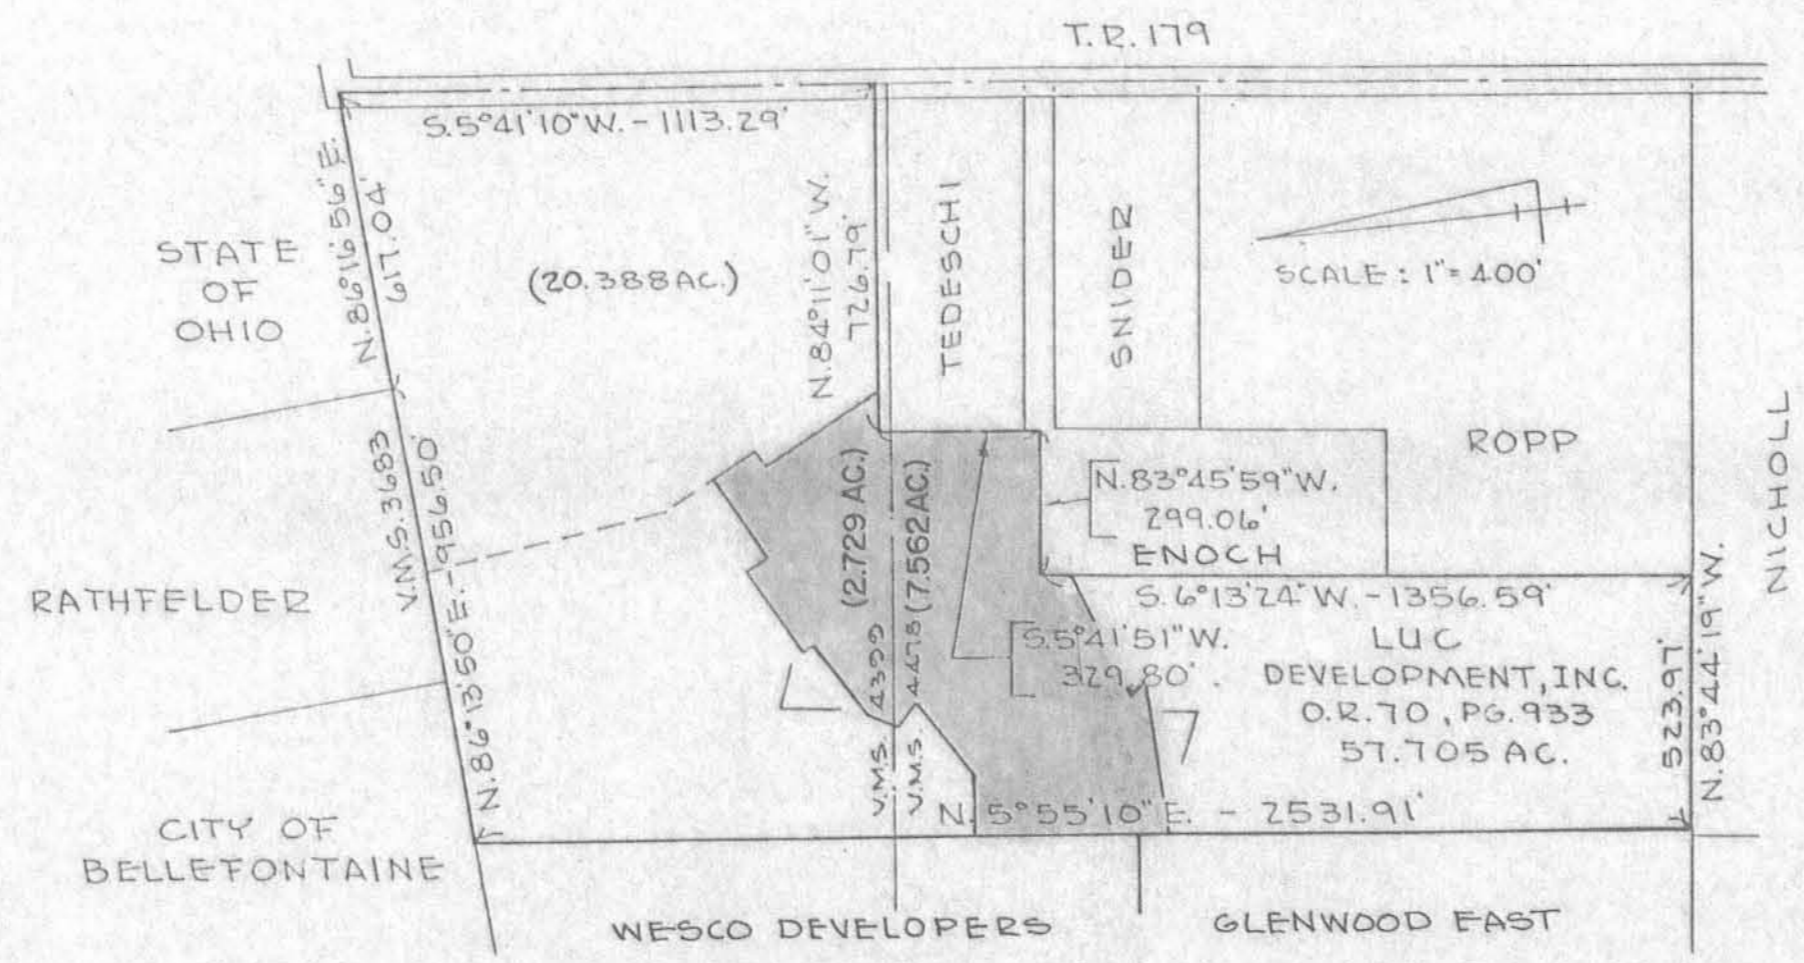 T.R. 179
S.5°41'10"W. - 1113.29'
N.86°16'56"E.
617.04'
STATE
OF
OHIO
(20.388 AC.)
N.84°11'01"W.
726.79'
TEDESCHI
SNIDER
SCALE : 1"= 400'
ROPP
NICHOLL
V.M.S. 3683
N.86°13'50"E. - 956.50'
RATHFELDER
(2.729 AC.)
(7.562 AC.)
N.83°45'59"W.
299.06'
ENOCH
S.6°13'24"W. - 1356.59'
S.5°41'51"W.
329.80'
LUC
DEVELOPMENT, INC.
O.R. 70, PG. 933
57.705 AC.
523.97'
N.83°44'19"W.
V.M.S. 4399
V.M.S. 4478
N. 5°55'10"E. - 2531.91'
CITY OF
BELLEFONTAINE
WESCO DEVELOPERS
GLENWOOD EAST